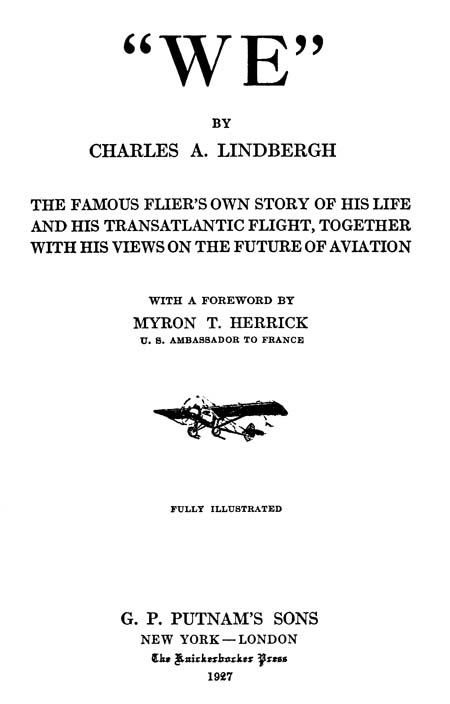 “WE”
BY
CHARLES A. LINDBERGH
THE FAMOUS FLIER'S OWN STORY OF HIS LIFE
AND HIS TRANSATLANTIC FLIGHT, TOGETHER
WITH HIS VIEWS ON THE FUTURE OF AVIATION
WITH A FOREWORD BY
MYRON T. HERRICK
U. S. AMBASSADOR TO FRANCE
FULLY ILLUSTRATED
G. P. PUTNAM'S SONS
NEW YORK — LONDON
The Knickerbocker Press
1927